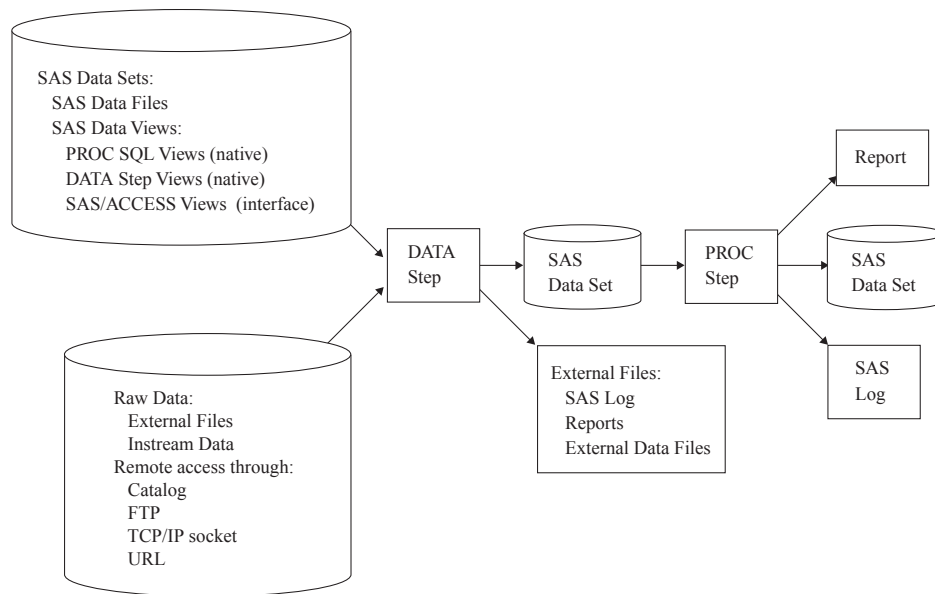 SAS Data Sets:
SAS Data Files
SAS Data Views:
PROC SQL Views (native)
DATA Step Views (native)
SAS/ACCESS Views (interface)
Raw Data:
External Files
Instream Data
Remote access through:
Catalog
FTP
TCP/IP socket
URL
DATA
Step
SAS
Data Set
External Files:
SAS Log
Reports
External Data Files
PROC
Step
Report
SAS
Data Set
SAS
Log